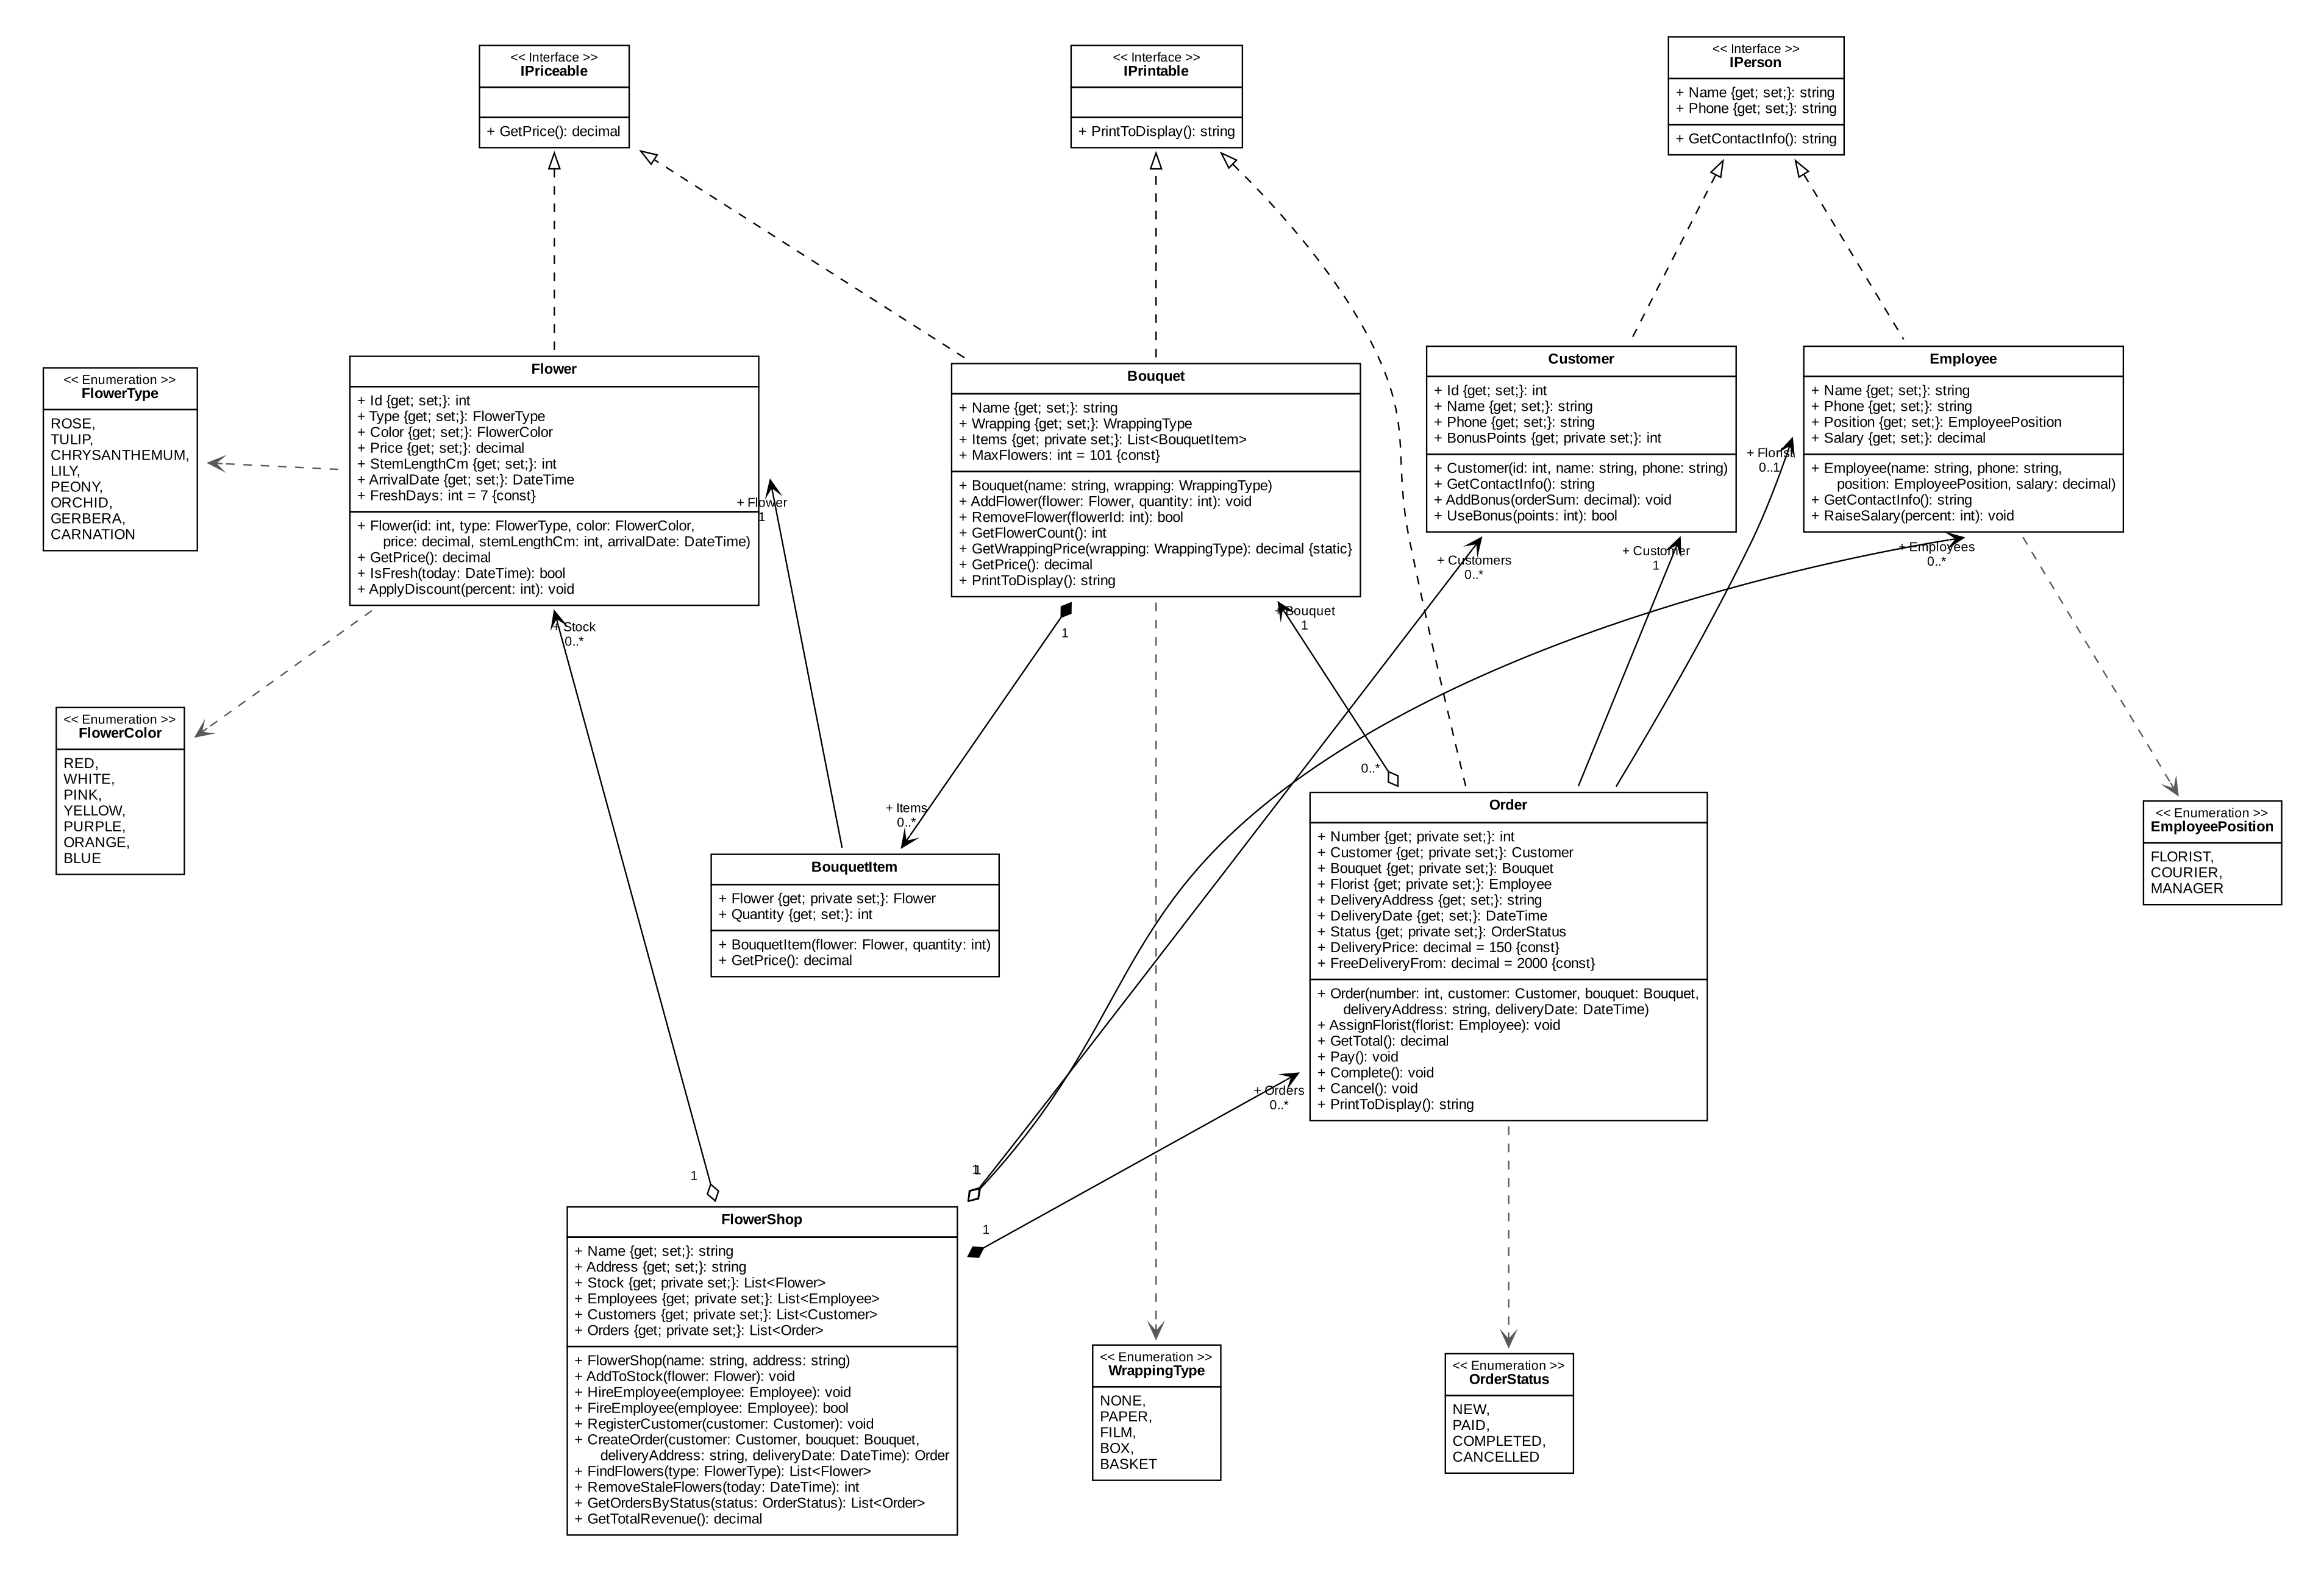 << Interface >>
IPriceable
+ GetPrice(): decimal
<< Interface >>
IPrintable
+ PrintToDisplay(): string
<< Interface >>
IPerson
+ Name {get; set;}: string
+ Phone {get; set;}: string
+ GetContactInfo(): string
<< Enumeration >>
FlowerType
ROSE,
TULIP,
CHRYSANTHEMUM,
LILY,
PEONY,
ORCHID,
GERBERA,
CARNATION
Flower
+ Id {get; set;}: int
+ Type {get; set;}: FlowerType
+ Color {get; set;}: FlowerColor
+ Price {get; set;}: decimal
+ StemLengthCm {get; set;}: int
+ ArrivalDate {get; set;}: DateTime
+ FreshDays: int = 7 {const}
+ Flower(id: int, type: FlowerType, color: FlowerColor,
price: decimal, stemLengthCm: int, arrivalDate: DateTime)
+ GetPrice(): decimal
+ IsFresh(today: DateTime): bool
+ ApplyDiscount(percent: int): void
+ Flower
1
Bouquet
+ Name {get; set;}: string
+ Wrapping {get; set;}: WrappingType
+ Items {get; private set;}: List<BouquetItem>
+ MaxFlowers: int = 101 {const}
+ Bouquet(name: string, wrapping: WrappingType)
+ AddFlower(flower: Flower, quantity: int): void
+ RemoveFlower(flowerId: int): bool
+ GetFlowerCount(): int
+ GetWrappingPrice(wrapping: WrappingType): decimal {static}
+ GetPrice(): decimal
+ PrintToDisplay(): string
Customer
+ Id {get; set;}: int
+ Name {get; set;}: string
+ Phone {get; set;}: string
+ BonusPoints {get; private set;}: int
+ Customer(id: int, name: string, phone: string)
+ GetContactInfo(): string
+ AddBonus(orderSum: decimal): void
+ UseBonus(points: int): bool
+ Florist
0..1
Employee
+ Name {get; set;}: string
+ Phone {get; set;}: string
+ Position {get; set;}: EmployeePosition
+ Salary {get; set;}: decimal
+ Employee(name: string, phone: string,
position: EmployeePosition, salary: decimal)
+ GetContactInfo(): string
+ RaiseSalary(percent: int): void
+ Stock
0..*
1
+ Bouquet
1
+ Customers
0..*
+ Customer
1
+ Employees
0..*
<< Enumeration >>
FlowerColor
RED,
WHITE,
PINK,
YELLOW,
PURPLE,
ORANGE,
BLUE
+ Items
0..*
0..*
BouquetItem
+ Flower {get; private set;}: Flower
+ Quantity {get; set;}: int
+ BouquetItem(flower: Flower, quantity: int)
+ GetPrice(): decimal
Order
+ Number {get; private set;}: int
+ Customer {get; private set;}: Customer
+ Bouquet {get; private set;}: Bouquet
+ Florist {get; private set;}: Employee
+ DeliveryAddress {get; set;}: string
+ DeliveryDate {get; set;}: DateTime
+ Status {get; private set;}: OrderStatus
+ DeliveryPrice: decimal = 150 {const}
+ FreeDeliveryFrom: decimal = 2000 {const}
+ Order(number: int, customer: Customer, bouquet: Bouquet,
deliveryAddress: string, deliveryDate: DateTime)
+ AssignFlorist(florist: Employee): void
+ GetTotal(): decimal
+ Pay(): void
+ Complete(): void
+ Cancel(): void
+ PrintToDisplay(): string
<< Enumeration >>
EmployeePosition
FLORIST,
COURIER,
MANAGER
+ Orders
0..*
1
1
1
1
FlowerShop
+ Name {get; set;}: string
+ Address {get; set;}: string
+ Stock {get; private set;}: List<Flower>
+ Employees {get; private set;}: List<Employee>
+ Customers {get; private set;}: List<Customer>
+ Orders {get; private set;}: List<Order>
+ FlowerShop(name: string, address: string)
+ AddToStock(flower: Flower): void
+ HireEmployee(employee: Employee): void
+ FireEmployee(employee: Employee): bool
+ RegisterCustomer(customer: Customer): void
+ CreateOrder(customer: Customer, bouquet: Bouquet,
deliveryAddress: string, deliveryDate: DateTime): Order
+ FindFlowers(type: FlowerType): List<Flower>
+ RemoveStaleFlowers(today: DateTime): int
+ GetOrdersByStatus(status: OrderStatus): List<Order>
+ GetTotalRevenue(): decimal
<< Enumeration >>
WrappingType
NONE,
PAPER,
FILM,
BOX,
BASKET
<< Enumeration >>
OrderStatus
NEW,
PAID,
COMPLETED,
CANCELLED